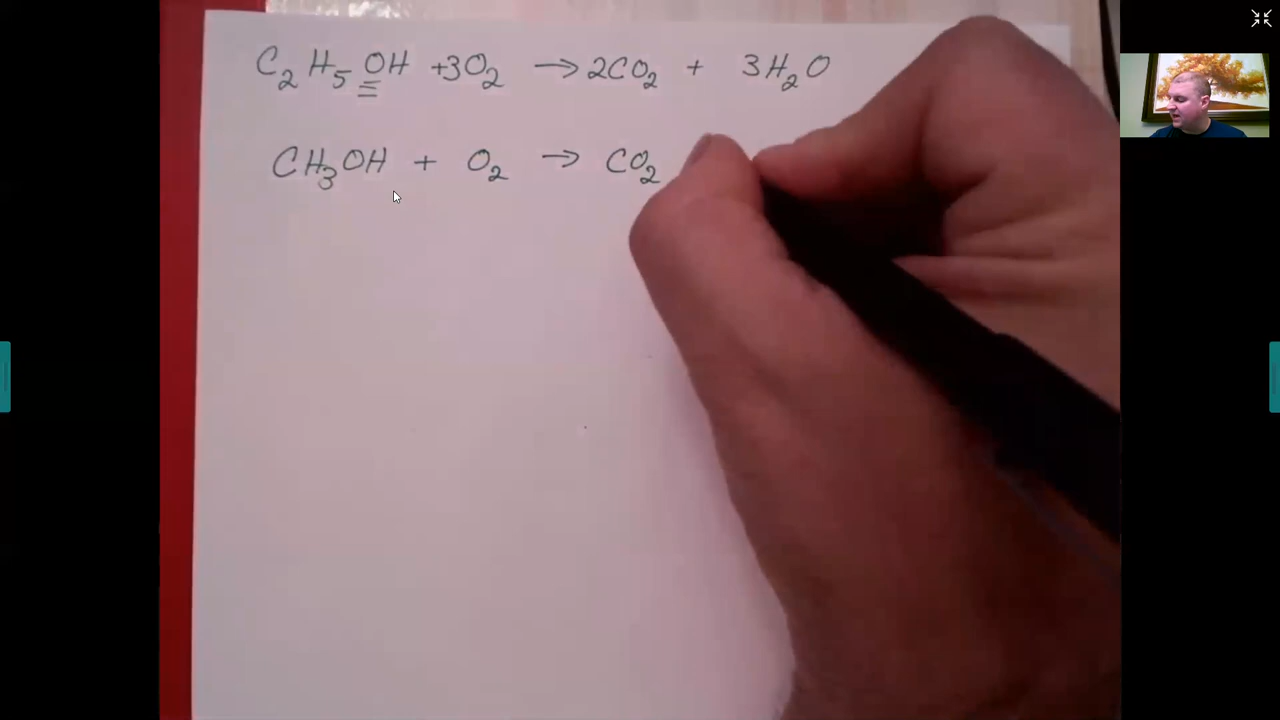 C₂H₅OH +3O₂ → 2CO₂ + 3H₂O
CH₃OH + O₂ → CO₂